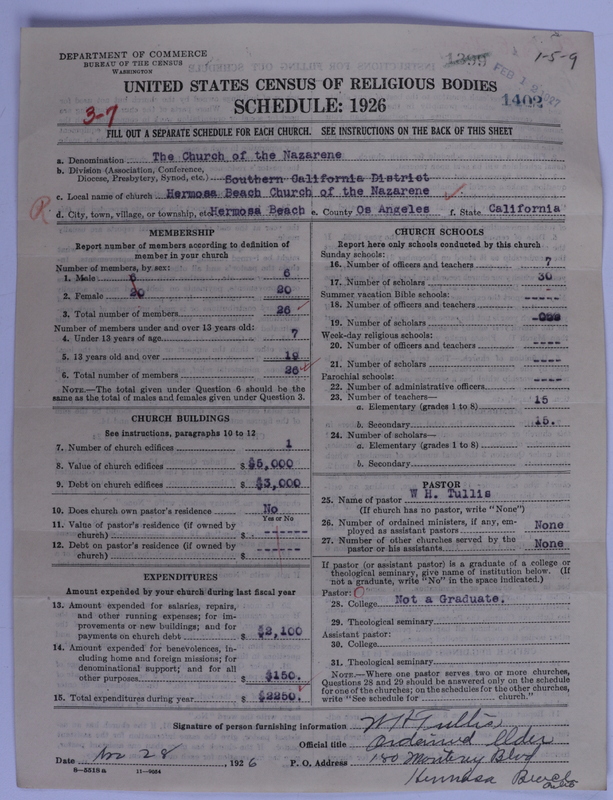 DEPARTMENT OF COMMERCE
BUREAU OF THE CENSUS
WASHINGTON
1399
1-5-9
FEB 1 2 1927
UNITED STATES CENSUS OF RELIGIOUS BODIES
SCHEDULE: 1926
1402
3-7
FILL OUT A SEPARATE SCHEDULE FOR EACH CHURCH. SEE INSTRUCTIONS ON THE BACK OF THIS SHEET
a. Denomination The Church of the Nazarene
b. Division (Association, Conference,
Diocese, Presbytery, Synod, etc.) Southern California District
c. Local name of church Hermosa Beach Church of the Nazarene
R.
d. City, town, village, or township, etc Hermosa Beach e. County Os Angeles f. State California
MEMBERSHIP
Report number of members according to definition of
member in your church
Number of members, by sex:
1. Male 6 6
2. Female 20 20
3. Total number of members 26
Number of members under and over 13 years old:
4. Under 13 years of age 7
5. 13 years old and over 19
6. Total number of members 26
NOTE.—The total given under Question 6 should be the
same as the total of males and females given under Question 3.
CHURCH BUILDINGS
See instructions, paragraphs 10 to 12
7. Number of church edifices 1
8. Value of church edifices $ $5,000
9. Debt on church edifices $ $3,000
10. Does church own pastor's residence No
Yes or No
11. Value of pastor's residence (if owned by
church) $ ------
12. Debt on pastor's residence (if owned by
church) $ ------
EXPENDITURES
Amount expended by your church during last fiscal year
13. Amount expended for salaries, repairs,
and other running expenses; for im-
provements or new buildings; and for
payments on church debt $ $2,100
14. Amount expended for benevolences, in-
cluding home and foreign missions; for
denominational support; and for all
other purposes $ $150.
15. Total expenditures during year $ $2250.
CHURCH SCHOOLS
Report here only schools conducted by this church
Sunday schools:
16. Number of officers and teachers 7
17. Number of scholars 30
Summer vacation Bible schools:
18. Number of officers and teachers -----
19. Number of scholars
Week-day religious schools:
20. Number of officers and teachers ----
21. Number of scholars ----
Parochial schools:
22. Number of administrative officers ----
23. Number of teachers—
a. Elementary (grades 1 to 8) 15
b. Secondary 15.
24. Number of scholars—
a. Elementary (grades 1 to 8)
b. Secondary
PASTOR
25. Name of pastor W H. Tullis
(If church has no pastor, write "None")
26. Number of ordained ministers, if any, em-
ployed as assistant pastors None
27. Number of other churches served by the
pastor or his assistants None
If pastor (or assistant pastor) is a graduate of a college or
theological seminary, give name of institution below. (If
not a graduate, write "No" in the space indicated.)
Pastor: O
28. College Not a Graduate.
29. Theological seminary
Assistant pastor:
30. College
31. Theological seminary
NOTE.—Where one pastor serves two or more churches,
Questions 28 and 29 should be answered only on the schedule
for one of the churches; on the schedules for the other churches,
write "See schedule for church."
Signature of person furnishing information W H Tullis
Official title Ordained Elder
Date Nov 28, 1926 P. O. Address 150 Monterey Blvd
8-5518 a 11-9054 Hermosa Beach
Calif